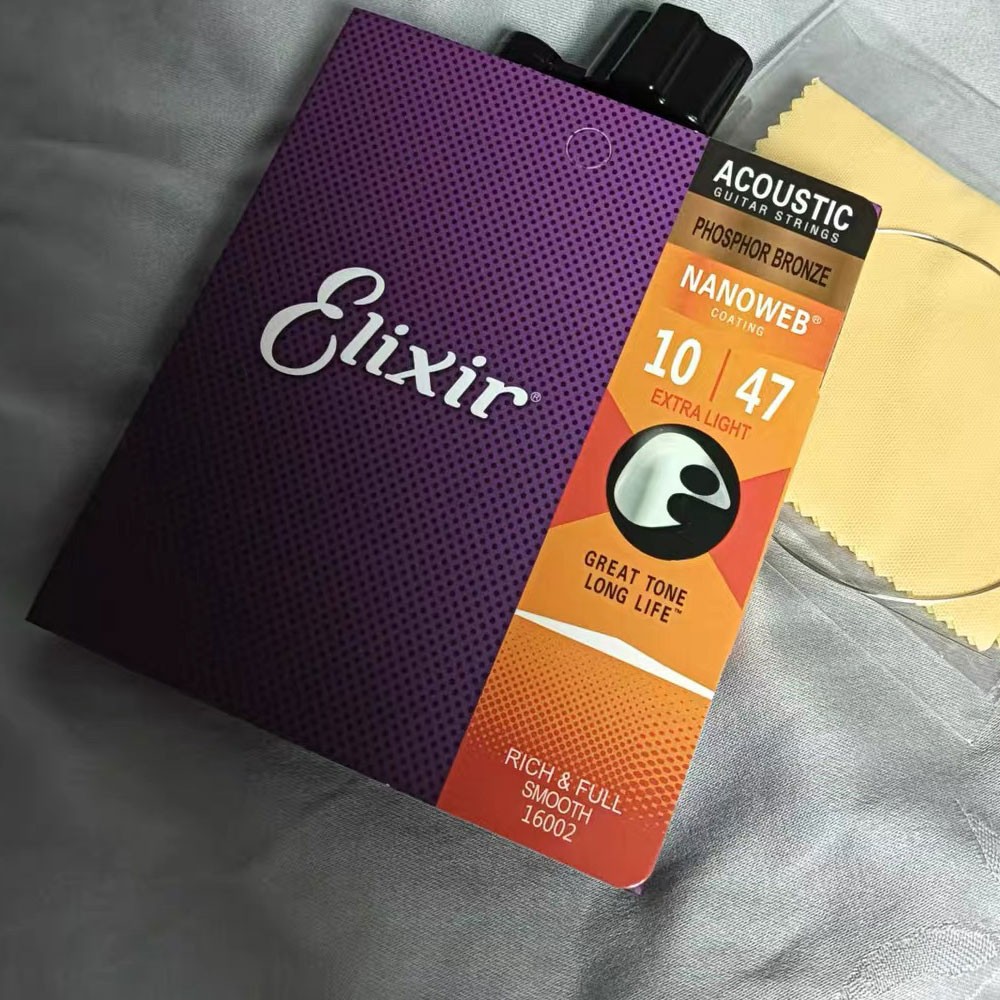 Elixir®
ACOUSTIC
GUITAR STRINGS
PHOSPHOR BRONZE
NANOWEB®
COATING
10 | 47
EXTRA LIGHT
GREAT TONE
LONG LIFE™
RICH & FULL
SMOOTH
16002